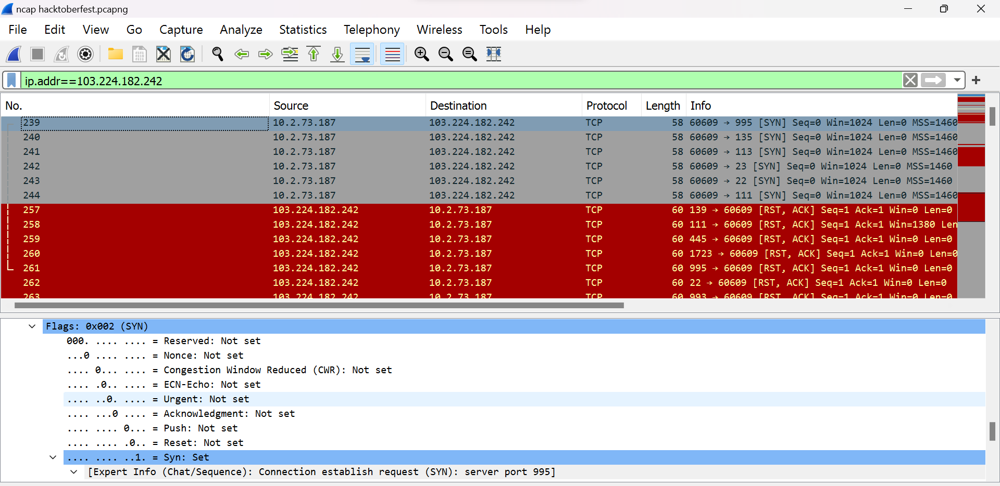 ncap hacktoberfest.pcapng
File Edit View Go Capture Analyze Statistics Telephony Wireless Tools Help
ip.addr==103.224.182.242
No. Source Destination Protocol Length Info
239 10.2.73.187 103.224.182.242 TCP 58 60609 → 995 [SYN] Seq=0 Win=1024 Len=0 MSS=1460
240 10.2.73.187 103.224.182.242 TCP 58 60609 → 135 [SYN] Seq=0 Win=1024 Len=0 MSS=1460
241 10.2.73.187 103.224.182.242 TCP 58 60609 → 113 [SYN] Seq=0 Win=1024 Len=0 MSS=1460
242 10.2.73.187 103.224.182.242 TCP 58 60609 → 23 [SYN] Seq=0 Win=1024 Len=0 MSS=1460
243 10.2.73.187 103.224.182.242 TCP 58 60609 → 22 [SYN] Seq=0 Win=1024 Len=0 MSS=1460
244 10.2.73.187 103.224.182.242 TCP 58 60609 → 111 [SYN] Seq=0 Win=1024 Len=0 MSS=1460
257 103.224.182.242 10.2.73.187 TCP 60 139 → 60609 [RST, ACK] Seq=1 Ack=1 Win=0 Len=0
258 103.224.182.242 10.2.73.187 TCP 60 111 → 60609 [RST, ACK] Seq=1 Ack=1 Win=1380 Len
259 103.224.182.242 10.2.73.187 TCP 60 445 → 60609 [RST, ACK] Seq=1 Ack=1 Win=0 Len=0
260 103.224.182.242 10.2.73.187 TCP 60 1723 → 60609 [RST, ACK] Seq=1 Ack=1 Win=0 Len=0
261 103.224.182.242 10.2.73.187 TCP 60 995 → 60609 [RST, ACK] Seq=1 Ack=1 Win=0 Len=0
262 103.224.182.242 10.2.73.187 TCP 60 22 → 60609 [RST, ACK] Seq=1 Ack=1 Win=0 Len=0
263 103.224.182.242 10.2.73.187 TCP 60 993 → 60609 [RST, ACK] Seq=1 Ack=1 Win=0 Len=0
Flags: 0x002 (SYN)
000. .... .... = Reserved: Not set
...0 .... .... = Nonce: Not set
.... 0... .... = Congestion Window Reduced (CWR): Not set
.... .0.. .... = ECN-Echo: Not set
.... ..0. .... = Urgent: Not set
.... ...0 .... = Acknowledgment: Not set
.... .... 0... = Push: Not set
.... .... .0.. = Reset: Not set
.... .... ..1. = Syn: Set
[Expert Info (Chat/Sequence): Connection establish request (SYN): server port 995]